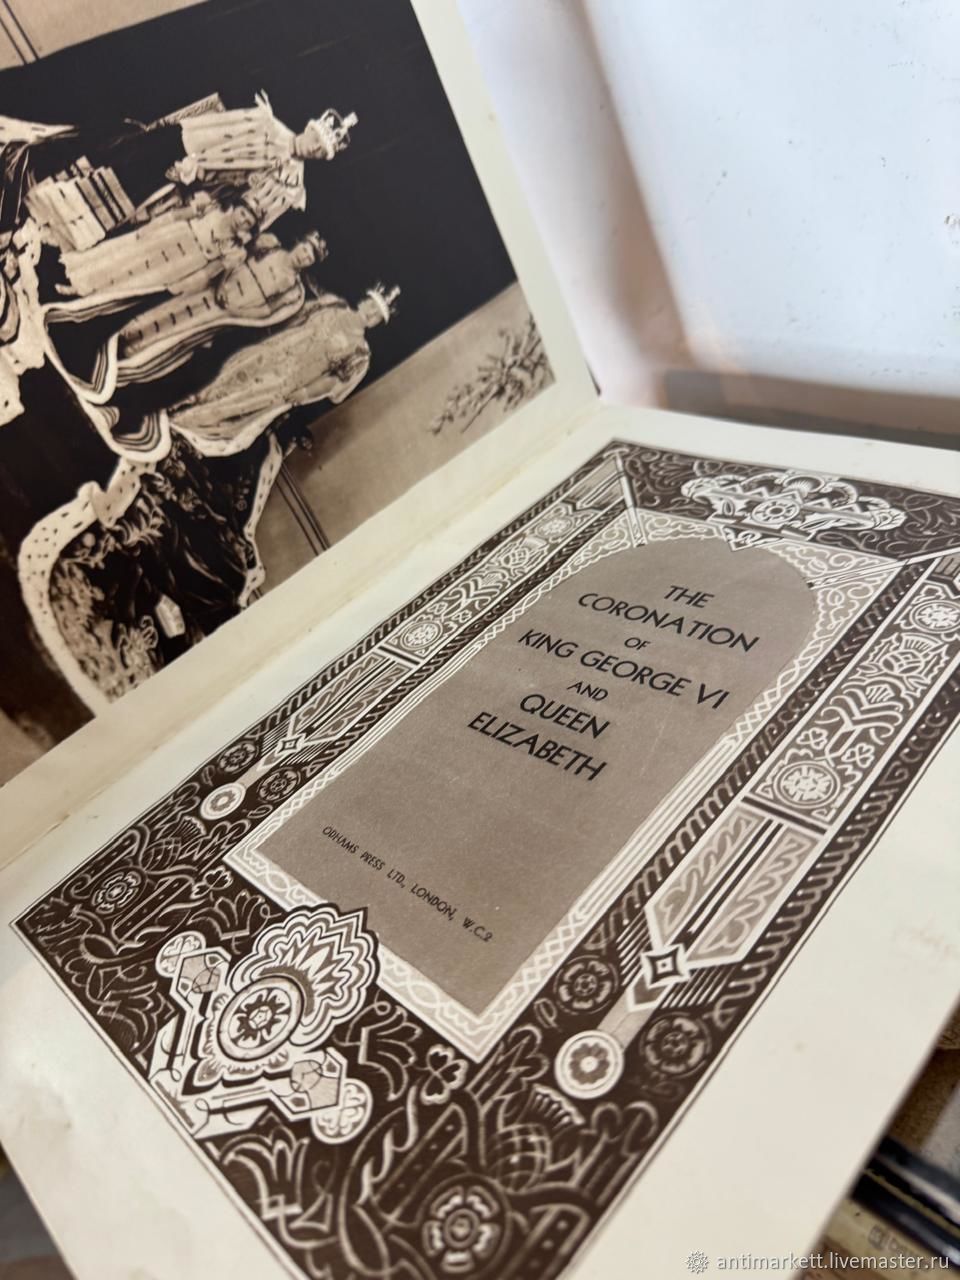 THE
CORONATION
OF
KING GEORGE VI
AND
QUEEN
ELIZABETH
ODHAMS PRESS LTD., LONDON, W.C.2
antimarkett.livemaster.ru